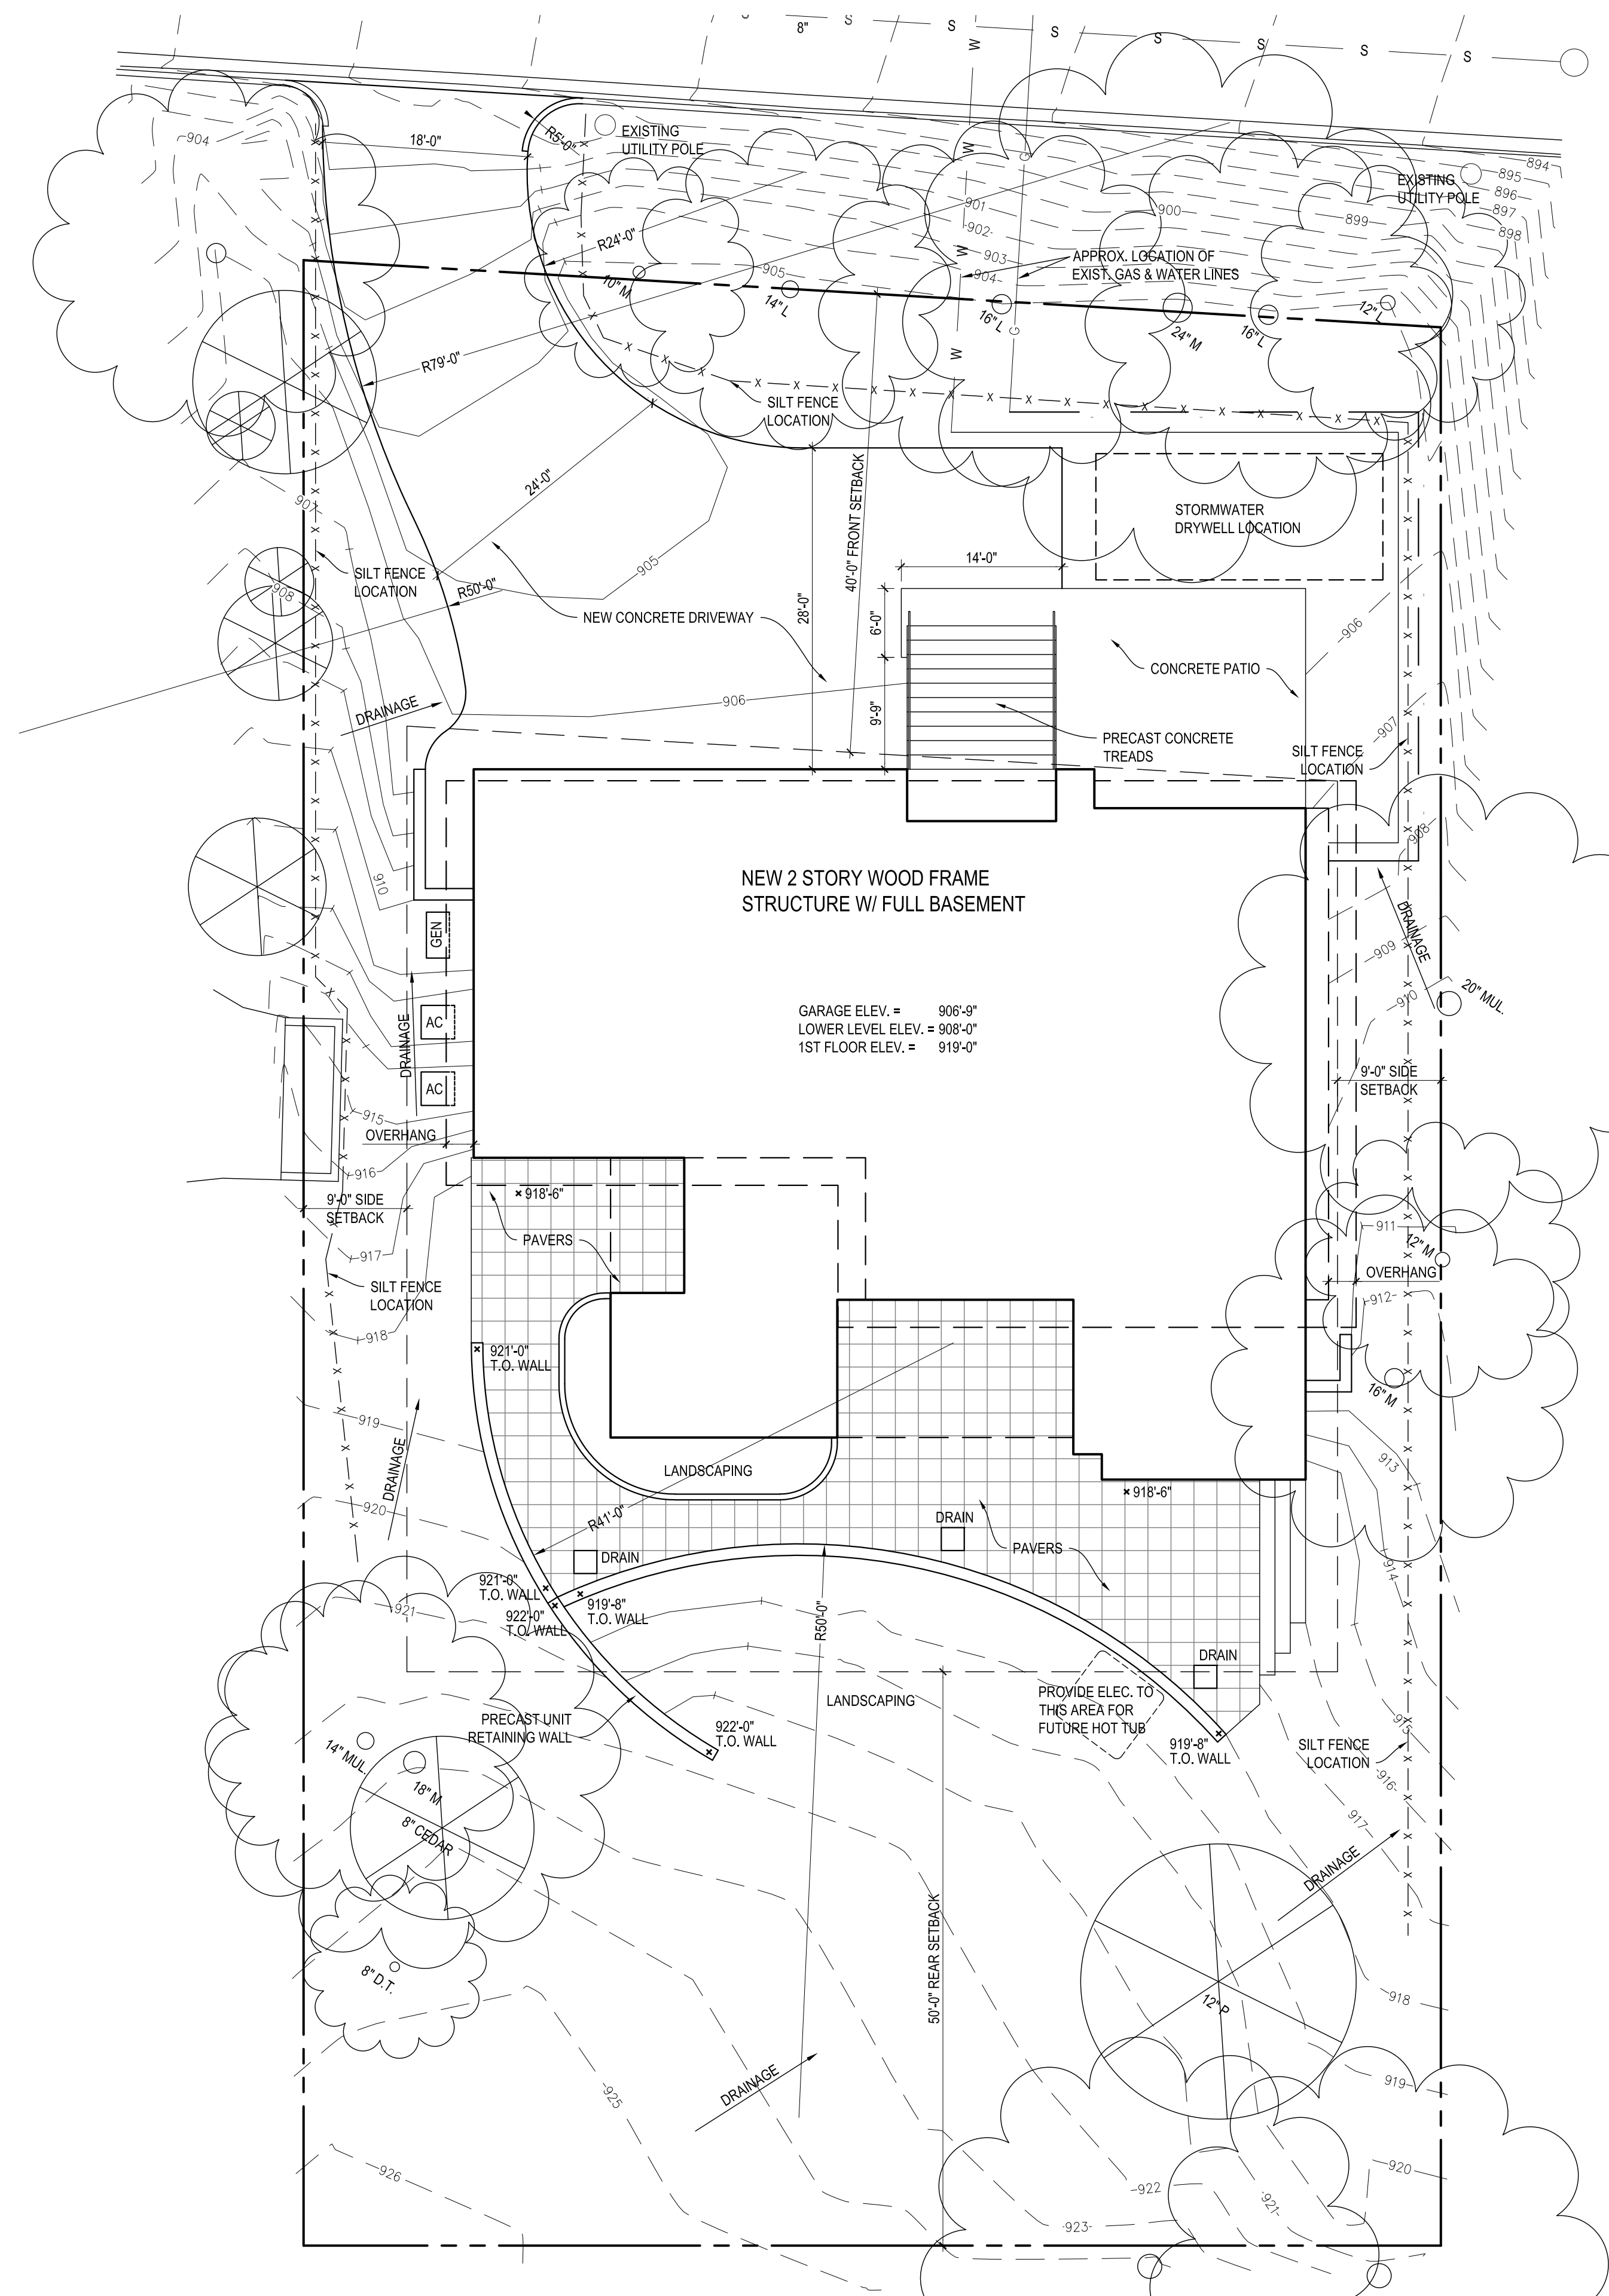 8"
S
S
S
S
S
S
S
W
904
18'-0"
R5'-0"
EXISTING
UTILITY POLE
W
G
EXISTING
UTILITY POLE
894
895
896
897
898
899
900
901
902
903
904
905
R24'-0"
W
APPROX. LOCATION OF
EXIST. GAS & WATER LINES
10" M
14" L
16" L
24" M
16" L
12" L
G
W
R79'-0"
SILT FENCE
LOCATION
24'-0"
907
40'-0" FRONT SETBACK
STORMWATER
DRYWELL LOCATION
905
14'-0"
SILT FENCE
LOCATION
908
R50'-0"
NEW CONCRETE DRIVEWAY
28'-0"
6'-0"
906
CONCRETE PATIO
906
DRAINAGE
9'-9"
907
PRECAST CONCRETE
TREADS
SILT FENCE
LOCATION
908
910
NEW 2 STORY WOOD FRAME
STRUCTURE W/ FULL BASEMENT
GEN
DRAINAGE
909
910
20" MUL.
GARAGE ELEV. = 906'-9"
LOWER LEVEL ELEV. = 908'-0"
1ST FLOOR ELEV. = 919'-0"
AC
DRAINAGE
AC
9'-0" SIDE
SETBACK
915
OVERHANG
916
918'-6"
9'-0" SIDE
SETBACK
PAVERS
917
911
12" M
OVERHANG
SILT FENCE
LOCATION
912
918
921'-0"
T.O. WALL
16" M
919
DRAINAGE
LANDSCAPING
913
920
918'-6"
R41'-0"
DRAIN
DRAIN
PAVERS
914
921'-0"
T.O. WALL
921
922'-0"
T.O. WALL
919'-8"
T.O. WALL
R50'-0"
DRAIN
LANDSCAPING
PROVIDE ELEC. TO
THIS AREA FOR
FUTURE HOT TUB
PRECAST UNIT
RETAINING WALL
922'-0"
T.O. WALL
919'-8"
T.O. WALL
915
SILT FENCE
LOCATION
916
14" MUL.
18" M
8" CEDAR
917
DRAINAGE
50'-0" REAR SETBACK
8" D.T.
12" P
918
DRAINAGE
919
925
926
920
922
921
923